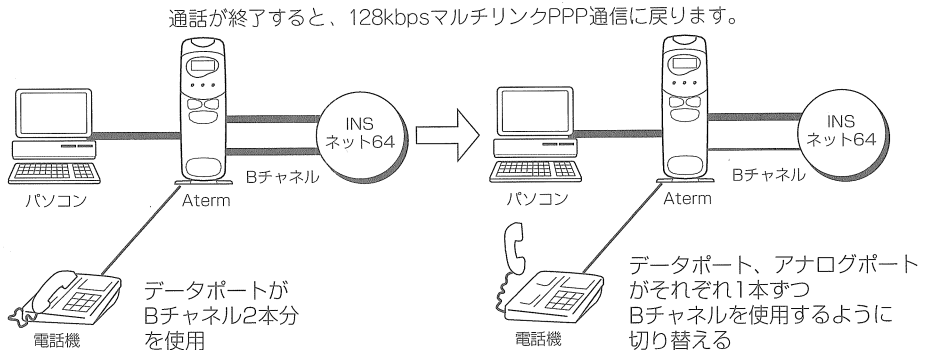 通話が終了すると、128kbpsマルチリンクPPP通信に戻ります。
INS
ネット64
Bチャネル
パソコン
Aterm
電話機
データポートが
Bチャネル2本分
を使用
INS
ネット64
Bチャネル
パソコン
Aterm
電話機
データポート、アナログポート
がそれぞれ1本ずつ
Bチャネルを使用するように
切り替える